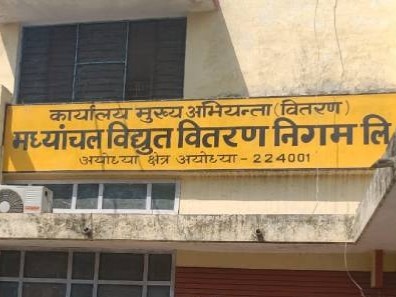 कार्यालय मुख्य अभियन्ता (वितरण)
मध्यांचल विद्युत वितरण निगम लि
अयोध्या क्षेत्र अयोध्या - 224001